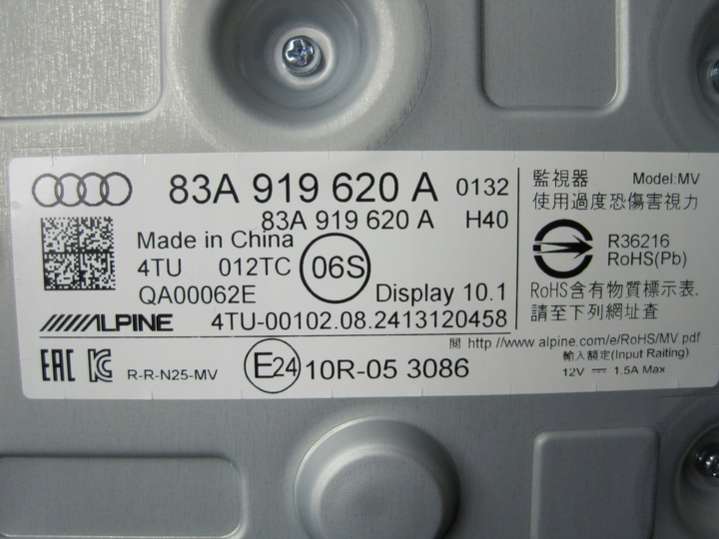 83A 919 620 A 0132
83A 919 620 A H40
Made in China
4TU 012TC 06S
QA00062E Display 10.1
ALPINE 4TU-00102.08.2413120458
EAC R-R-N25-MV E24 10R-05 3086
監視器 Model:MV
使用過度恐傷害視力
R36216
RoHS(Pb)
RoHS含有物質標示表.
請至下列網址查
閱 http://www.alpine.com/e/RoHS/MV.pdf
輸入額定(Input Raiting)
12V ⎓ 1.5A Max